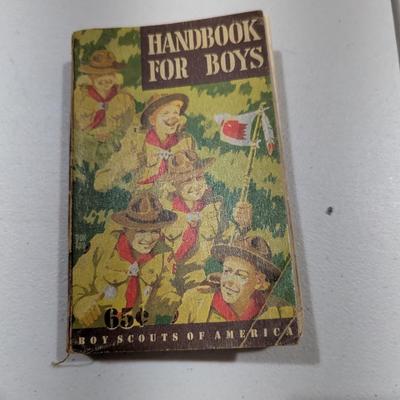 HANDBOOK
FOR BOYS
65¢
BOY SCOUTS OF AMERICA